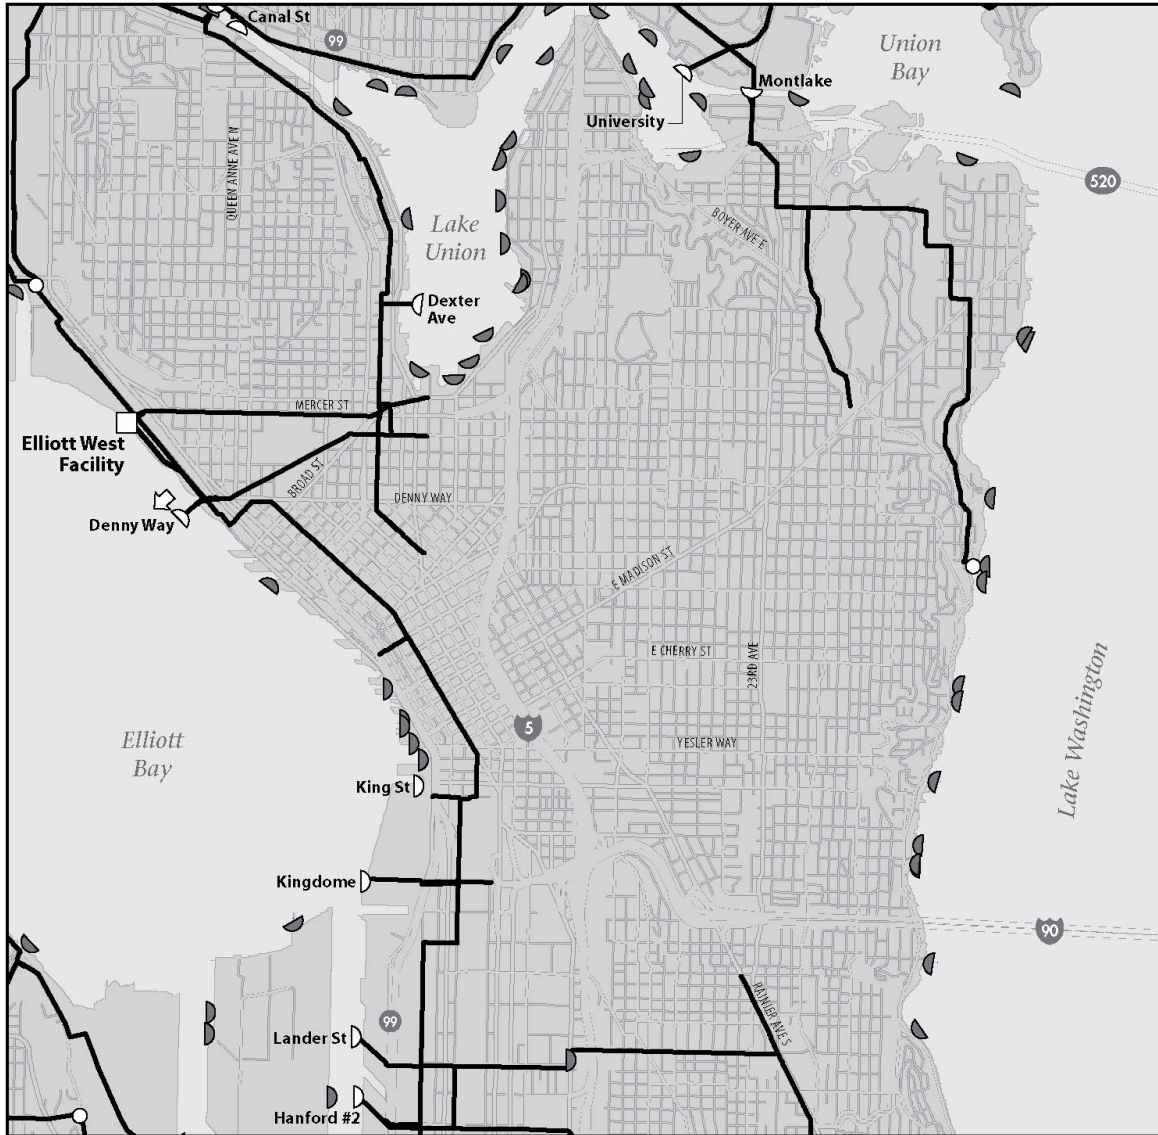 Canal St
99
Union
Bay
Montlake
University
520
QUEEN ANNE AVE N
BOYER AVE E
Lake
Union
Dexter
Ave
MERCER ST
Elliott West
Facility
BROAD ST
DENNY WAY
Denny Way
E MADISON ST
E CHERRY ST
23RD AVE
Lake Washington
5
Elliott
Bay
YESLER WAY
King St
Kingdome
90
RAINIER AVE S
99
Lander St
Hanford #2